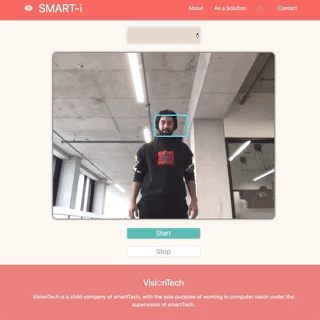 SMART-i
About
As a Solution
Contact
Start
Stop
VisionTech
VisionTech is a child company of smartTech, with the sole purpose of working in computer vision under the
supervision of smartTech.